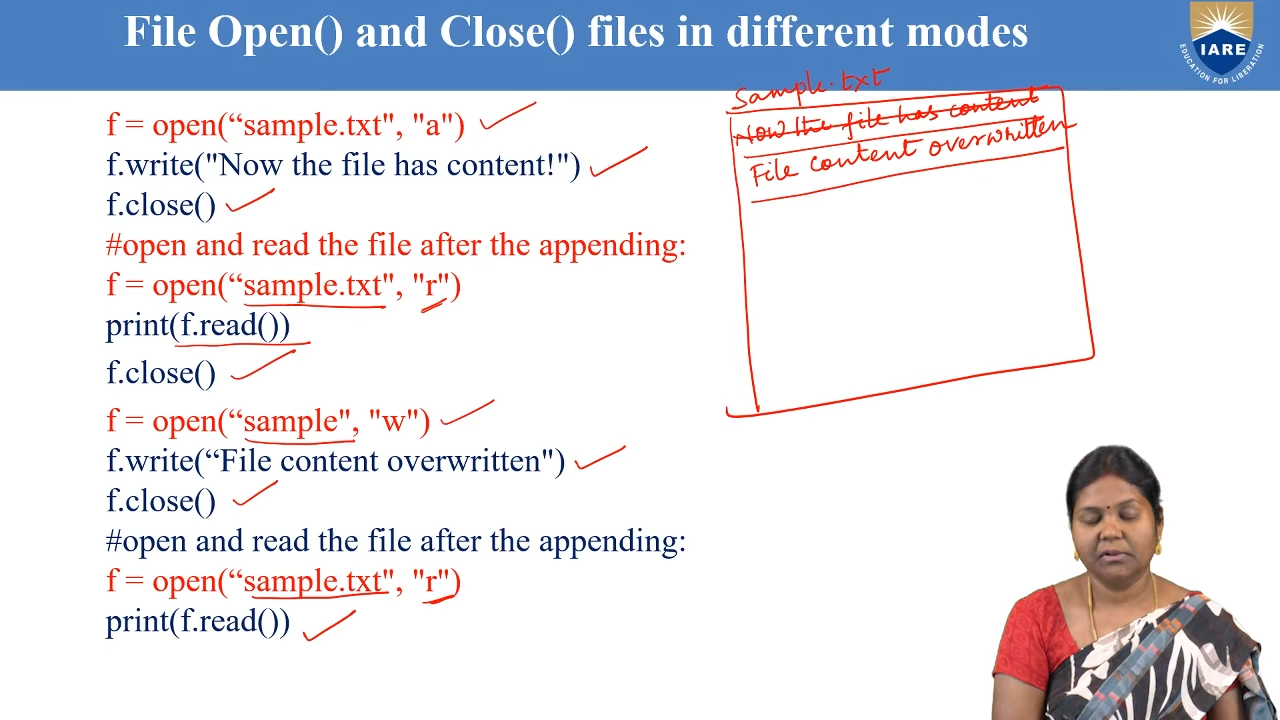 File Open() and Close() files in different modes
IARE
EDUCATION FOR LIBERATION
f = open(“sample.txt", "a")
f.write("Now the file has content!")
f.close()
#open and read the file after the appending:
f = open(“sample.txt", "r")
print(f.read())
f.close()
f = open(“sample", "w")
f.write(“File content overwritten")
f.close()
#open and read the file after the appending:
f = open(“sample.txt", "r")
print(f.read())
Sample.txt
Now the file has content
File content overwritten